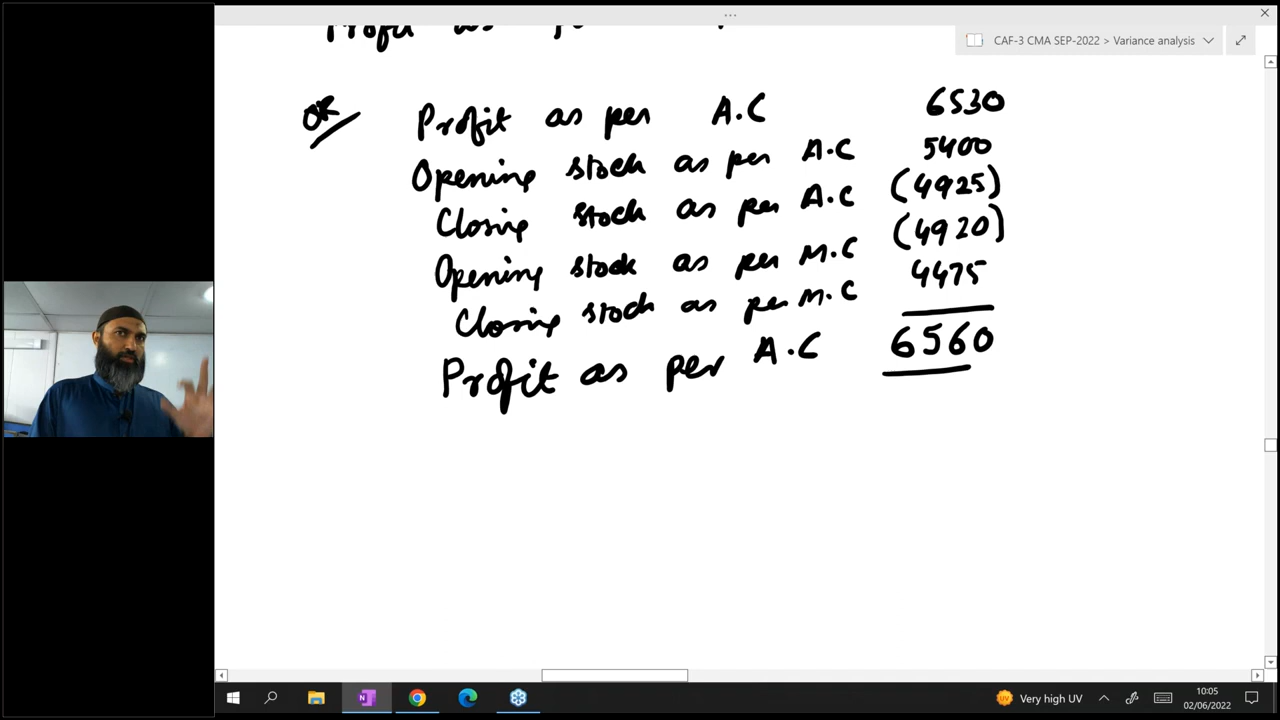 CAF-3 CMA SEP-2022 > Variance analysis
Profit as
OR Profit as per A.C 6530
Opening stock as per A.C 5400
Closing stock as per A.C (4925)
Opening stock as per M.C (4920)
Closing stock as per M.C 4475
Profit as per A.C 6560
Very high UV
10:05
02/06/2022